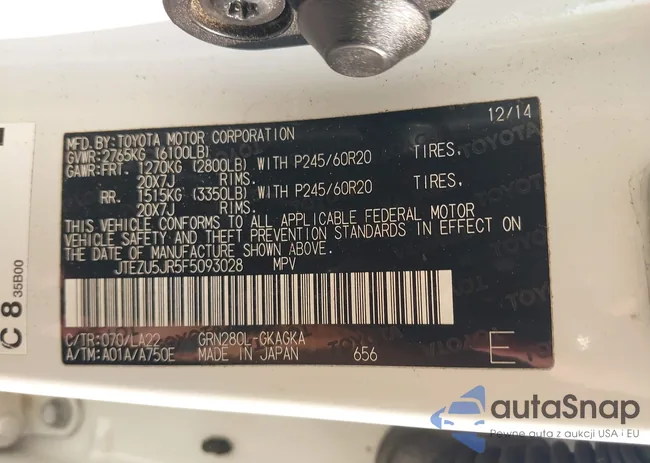 12/14
MFD. BY: TOYOTA MOTOR CORPORATION
GVWR: 2765KG (6100LB)
GAWR: FRT. 1270KG (2800LB) WITH P245/60R20 TIRES,
20X7J RIMS.
RR. 1515KG (3350LB) WITH P245/60R20 TIRES,
20X7J RIMS.
THIS VEHICLE CONFORMS TO ALL APPLICABLE FEDERAL MOTOR
VEHICLE SAFETY AND THEFT PREVENTION STANDARDS IN EFFECT ON
THE DATE OF MANUFACTURE SHOWN ABOVE.
JTEZU5JR5F5093028 MPV
C/TR: 070/LA22 GRN280L-GKAGKA
A/TM: A01A/A750E MADE IN JAPAN 656 E
C 8 35B00
autaSnap
Pewne auta z aukcji USA i EU